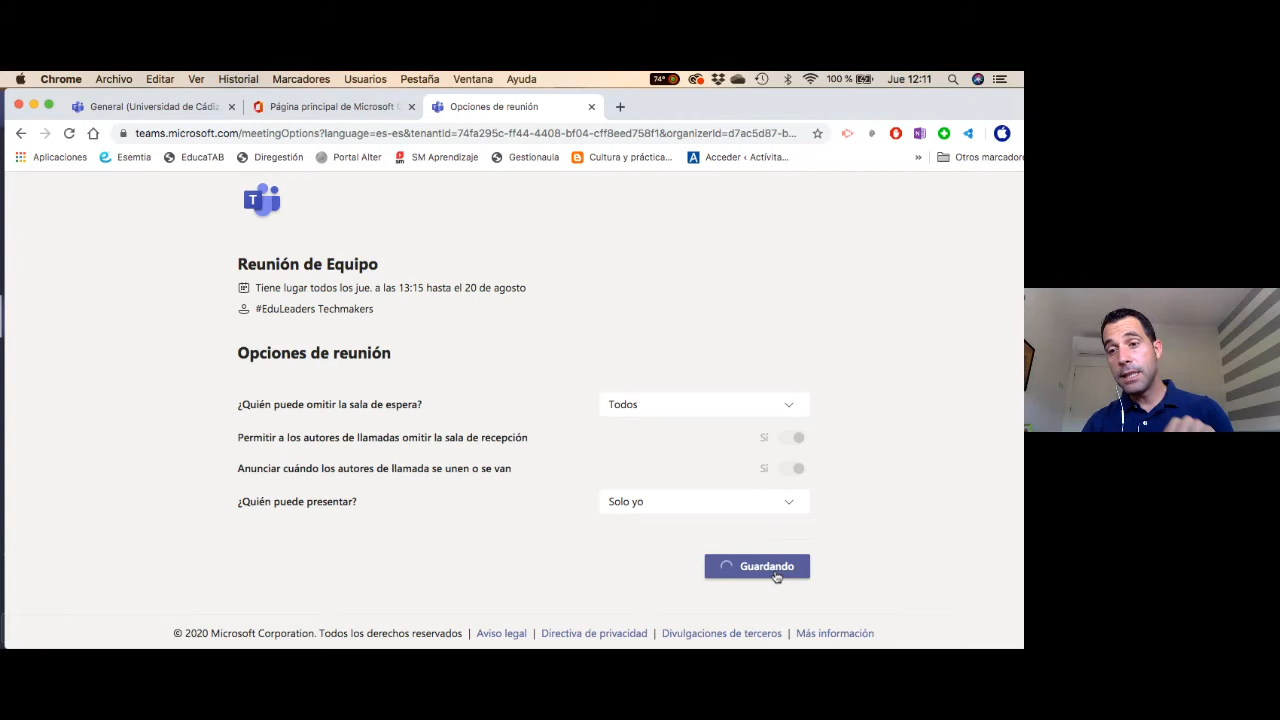 Chrome Archivo Editar Ver Historial Marcadores Usuarios Pestaña Ventana Ayuda 74° 100 % Jue 12:11
General (Universidad de Cádiz Página principal de Microsoft Opciones de reunión
teams.microsoft.com/meetingOptions?language=es-es&tenantId=74fa295c-ff44-4408-bf04-cff8eed758f1&organizerId=d7ac5d87-b...
Aplicaciones Esemtia EducaTAB Diregestión Portal Alter SM Aprendizaje Gestionaula Cultura y práctica... Acceder ‹ Activita... » Otros marcador
T
Reunión de Equipo
Tiene lugar todos los jue. a las 13:15 hasta el 20 de agosto
#EduLeaders Techmakers
Opciones de reunión
¿Quién puede omitir la sala de espera? Todos
Permitir a los autores de llamadas omitir la sala de recepción Sí
Anunciar cuándo los autores de llamada se unen o se van Sí
¿Quién puede presentar? Solo yo
Guardando
© 2020 Microsoft Corporation. Todos los derechos reservados | Aviso legal | Directiva de privacidad | Divulgaciones de terceros | Más información